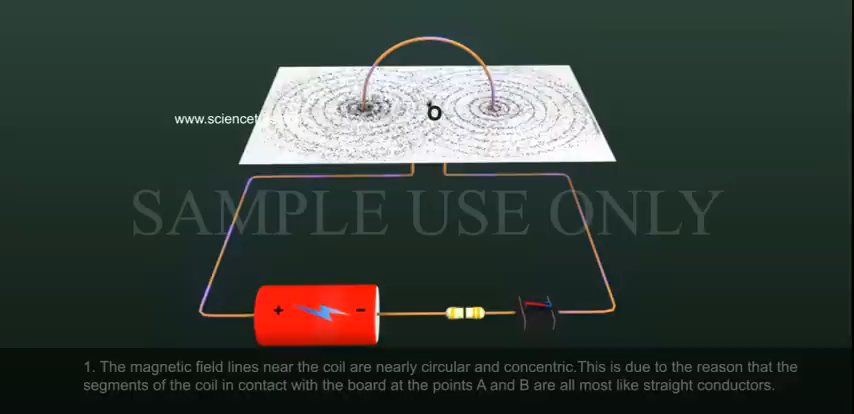 o
www.sciencet
SAMPLE USE ONLY
+ -
1. The magnetic field lines near the coil are nearly circular and concentric.This is due to the reason that the
segments of the coil in contact with the board at the points A and B are all most like straight conductors.